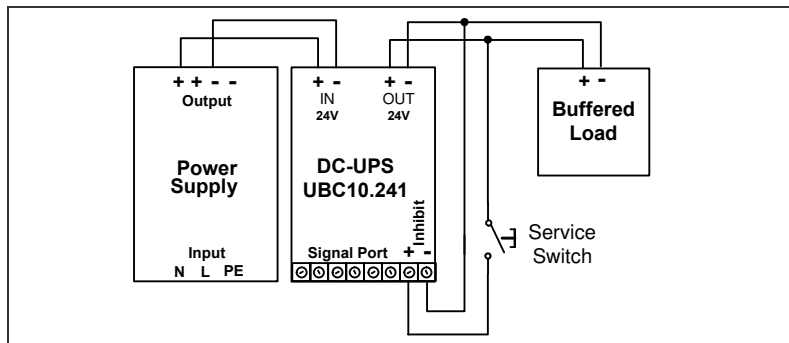 + + - -
Output
Power
Supply
Input
N L PE
+ -
IN
24V
+ -
OUT
24V
DC-UPS
UBC10.241
Inhibit
Signal Port
+ -
+ -
Buffered
Load
Service
Switch